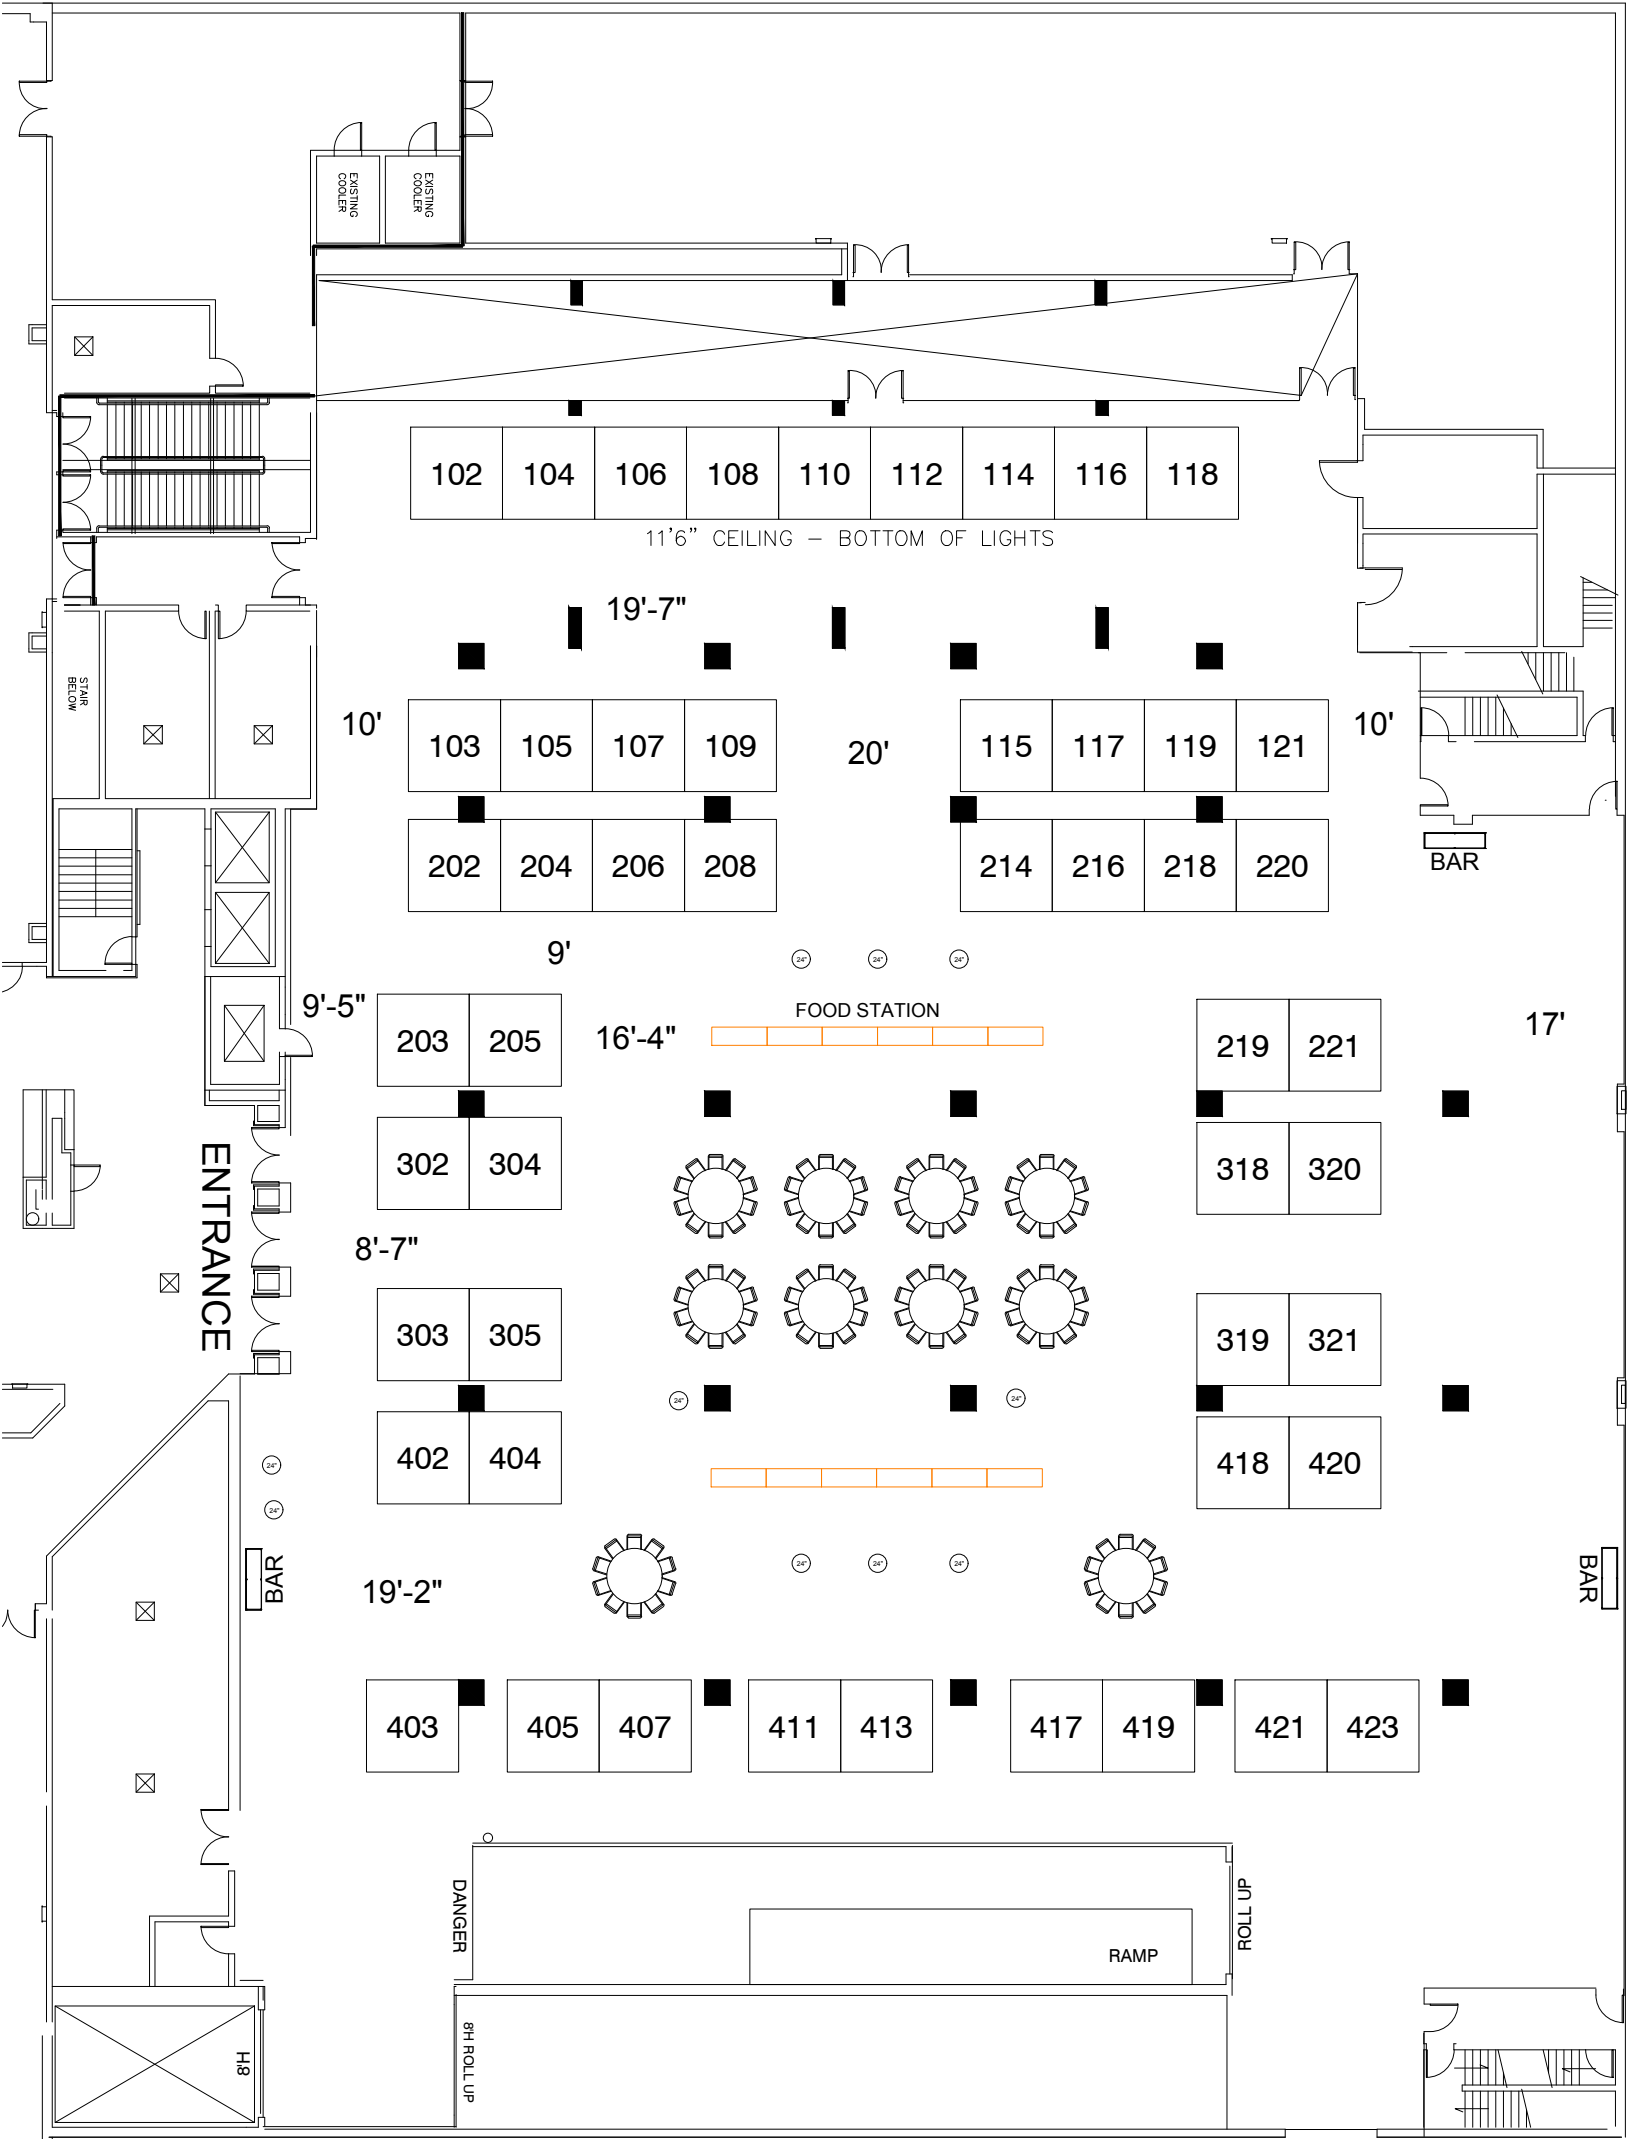 EXISTING
COOLER
EXISTING
COOLER
102 104 106 108 110 112 114 116 118
11'6" CEILING – BOTTOM OF LIGHTS
19'-7"
STAIR
BELOW
10'
103 105 107 109
20'
115 117 119 121
10'
202 204 206 208
214 216 218 220
BAR
9'
24" 24" 24"
9'-5"
203 205
16'-4"
FOOD STATION
219 221
17'
302 304
318 320
ENTRANCE
8'-7"
303 305
319 321
24" 24"
402 404
418 420
24"
24"
BAR
19'-2"
24" 24" 24"
BAR
403 405 407 411 413 417 419 421 423
DANGER
RAMP
ROLL UP
8'H ROLL UP
8'H